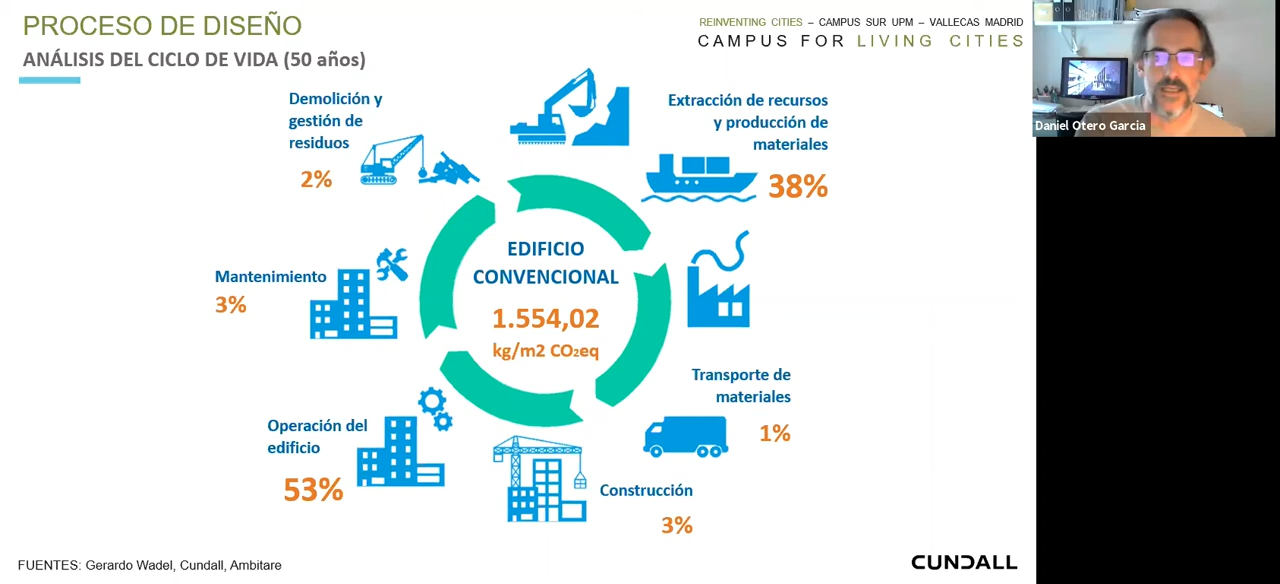 PROCESO DE DISEÑO
ANÁLISIS DEL CICLO DE VIDA (50 años)
REINVENTING CITIES – CAMPUS SUR UPM – VALLECAS MADRID
CAMPUS FOR LIVING CITIES
Daniel Otero Garcia
Demolición y
gestión de
residuos
2%
Extracción de recursos
y producción de
materiales
38%
EDIFICIO
CONVENCIONAL
1.554,02
kg/m2 CO₂eq
Mantenimiento
3%
Transporte de
materiales
1%
Operación del
edificio
53%
Construcción
3%
FUENTES: Gerardo Wadel, Cundall, Ambitare
CUNDALL